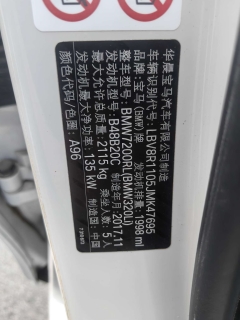 华晨宝马汽车有限公司制造
车辆识别代号: LBV8R1105JMK47695
品牌: 宝马 (BMW)牌 发动机排量: 1998 ml
整车型号: BMW7200RL(BMW320Li)
发动机型号: B48B20C 制造年月: 2017.11
最大允许总质量: 2115 kg 乘坐人数: 5 人
发动机最大净功率: 135 kW 制造国: 中国
颜色代码/色圈: A96